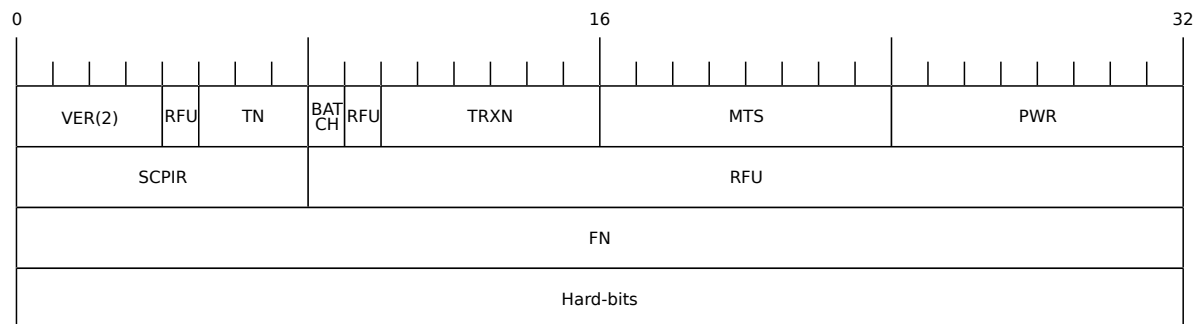 0 16 32
VER(2) RFU TN BAT CH RFU TRXN MTS PWR
SCPIR RFU
FN
Hard-bits